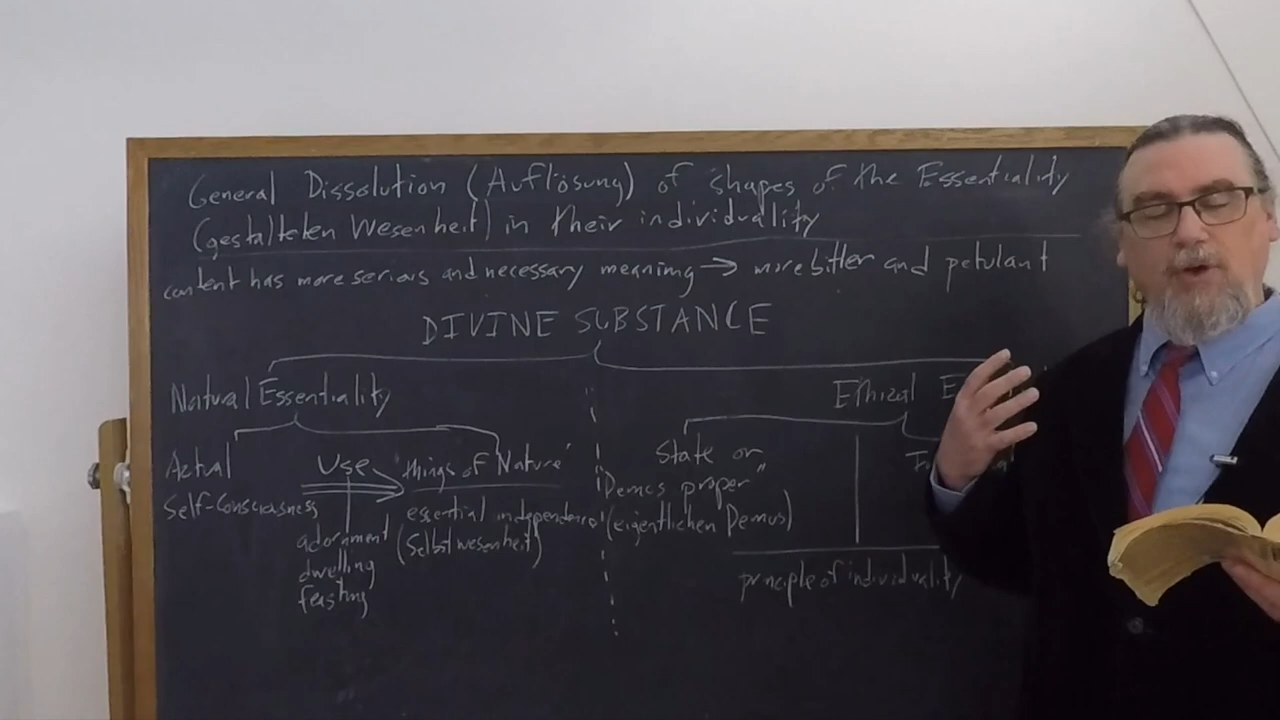 General Dissolution (Auflösung) of shapes of the Essentiality
(gestalteten Wesenheit) in their individuality
content has more serious and necessary meaning → more bitter and petulant
DIVINE SUBSTANCE
Natural Essentiality
Ethical E
Actual
Self-Consciousness
Use
adornment
dwelling
feasting
"things of Nature"
essential independence
(Selbstwesenheit)
State or
"Demos proper"
(eigentlichen Demus)
principle of individuality